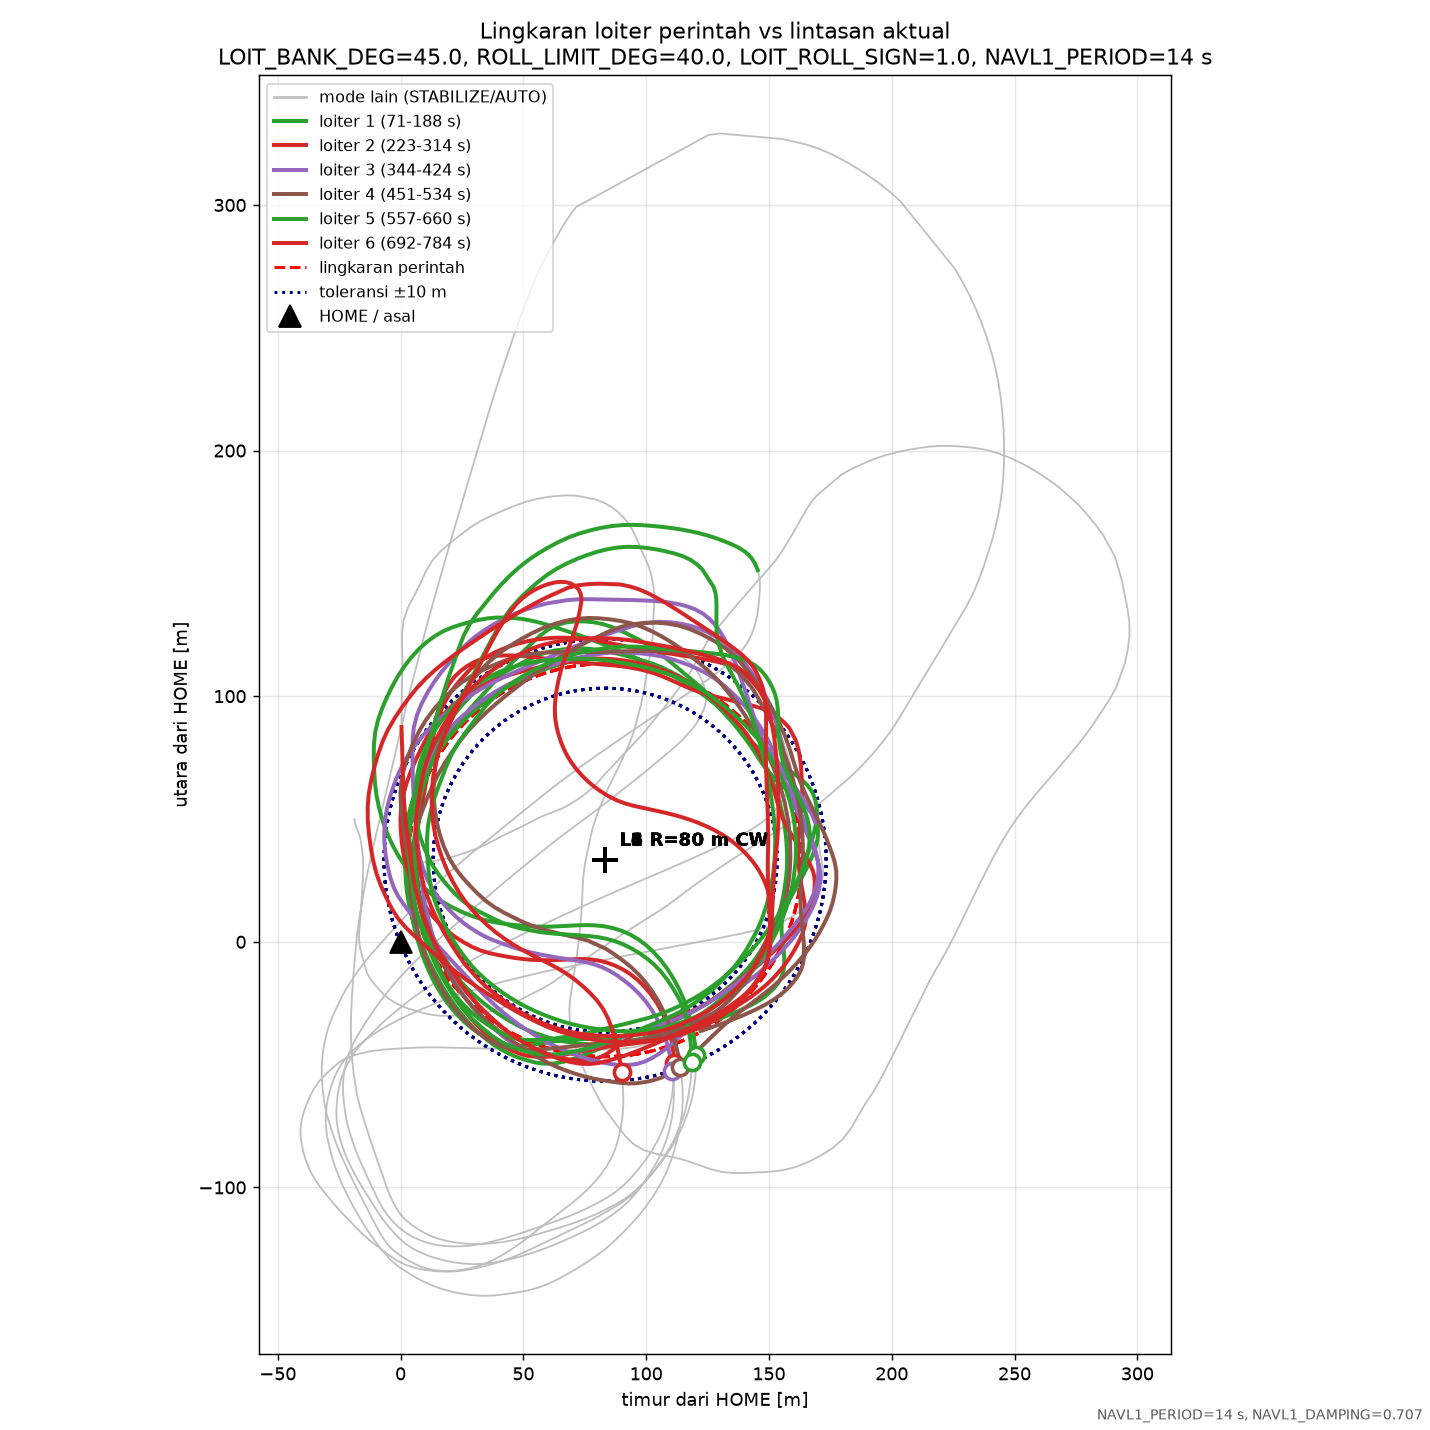 Lingkaran loiter perintah vs lintasan aktual
LOIT_BANK_DEG=45.0, ROLL_LIMIT_DEG=40.0, LOIT_ROLL_SIGN=1.0, NAVL1_PERIOD=14 s
mode lain (STABILIZE/AUTO)
loiter 1 (71-188 s)
loiter 2 (223-314 s)
loiter 3 (344-424 s)
loiter 4 (451-534 s)
loiter 5 (557-660 s)
loiter 6 (692-784 s)
lingkaran perintah
toleransi ±10 m
HOME / asal
300
200
100
0
−100
utara dari HOME [m]
R=80 m CW
−50
0
50
100
150
200
250
300
timur dari HOME [m]
NAVL1_PERIOD=14 s, NAVL1_DAMPING=0.707